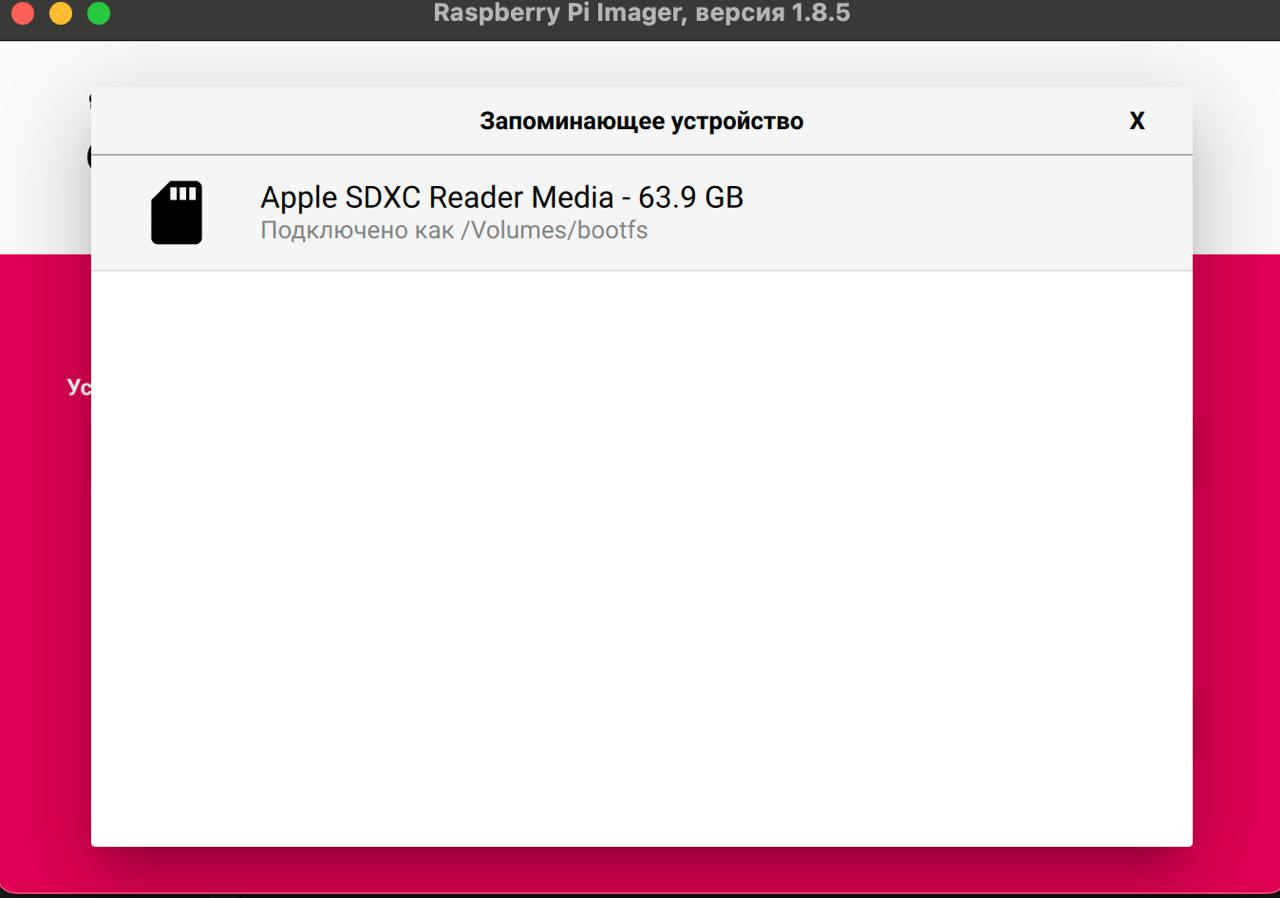 Raspberry Pi Imager, версия 1.8.5
Запоминающее устройство X
Apple SDXC Reader Media - 63.9 GB
Подключено как /Volumes/bootfs
Ус